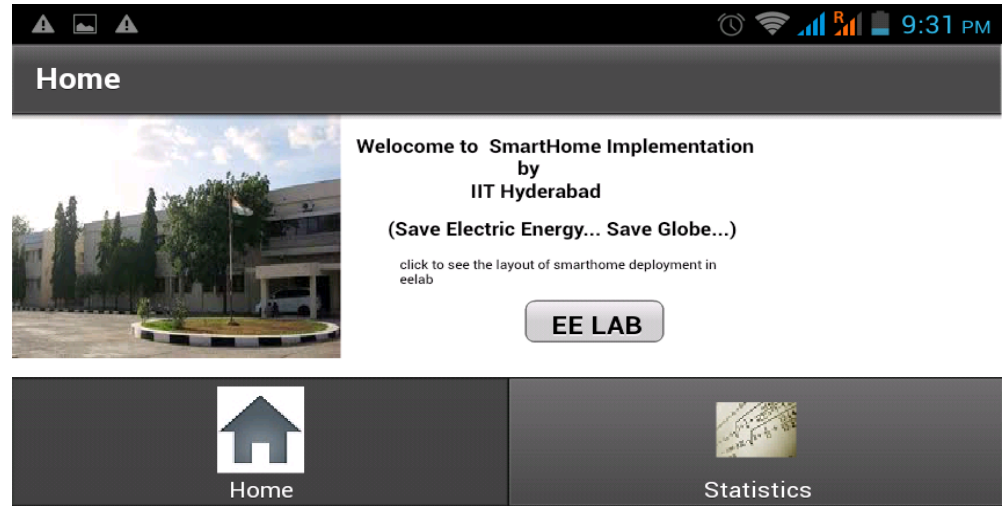 R
9:31 PM
Home
Welocome to SmartHome Implementation
by
IIT Hyderabad
(Save Electric Energy... Save Globe...)
click to see the layout of smarthome deployment in
eelab
EE LAB
Home
Statistics